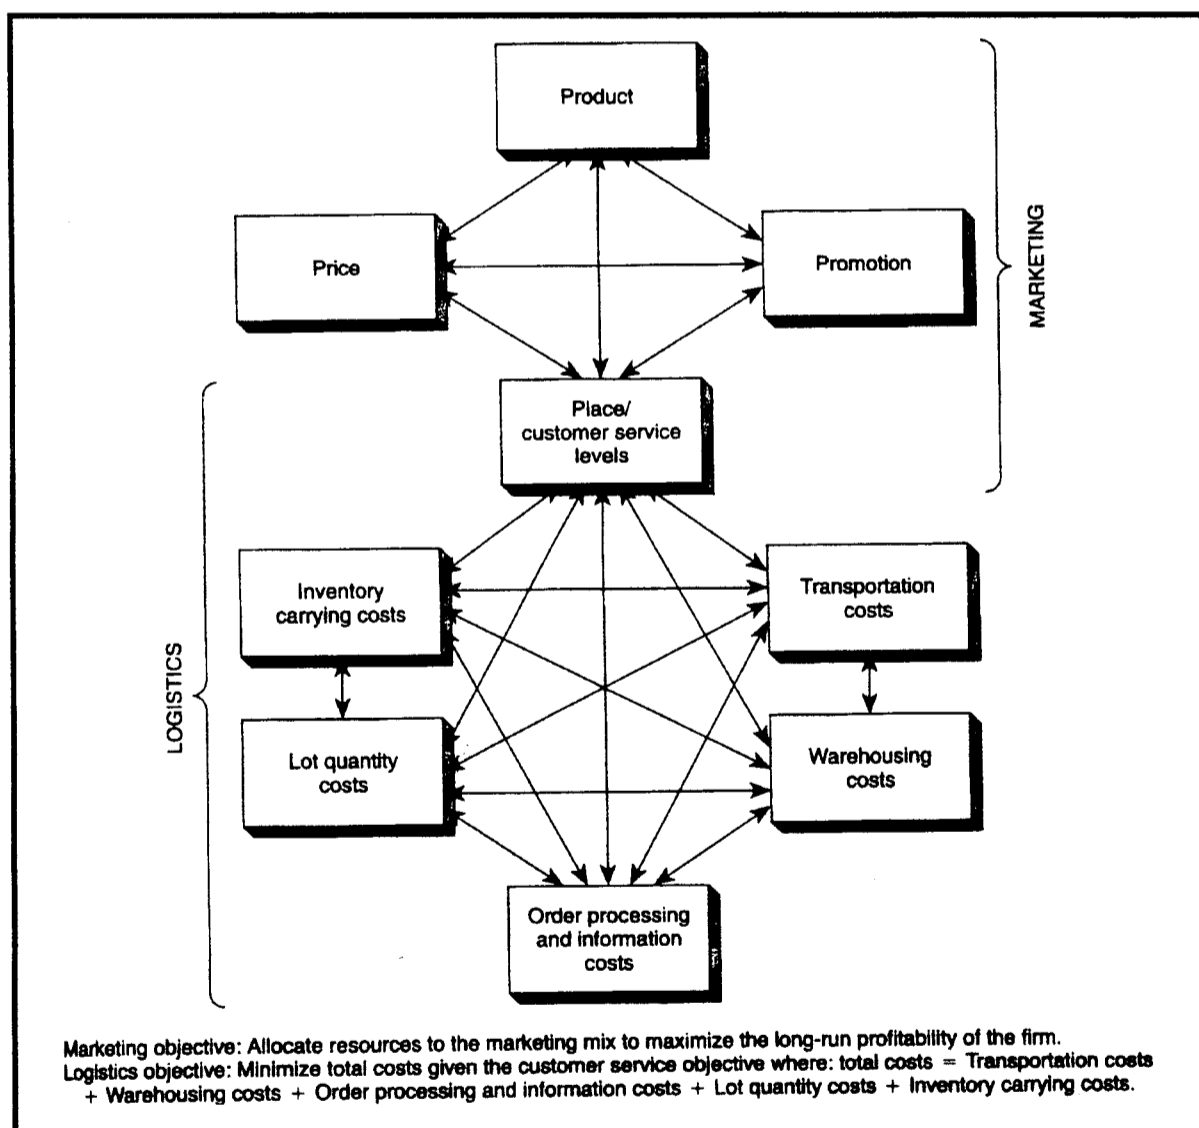 Product
MARKETING
Price
Promotion
Place/
customer service
levels
Inventory
carrying costs
Transportation
costs
LOGISTICS
Lot quantity
costs
Warehousing
costs
Order processing
and information
costs
Marketing objective: Allocate resources to the marketing mix to maximize the long-run profitability of the firm.
Logistics objective: Minimize total costs given the customer service objective where: total costs = Transportation costs
+ Warehousing costs + Order processing and information costs + Lot quantity costs + Inventory carrying costs.